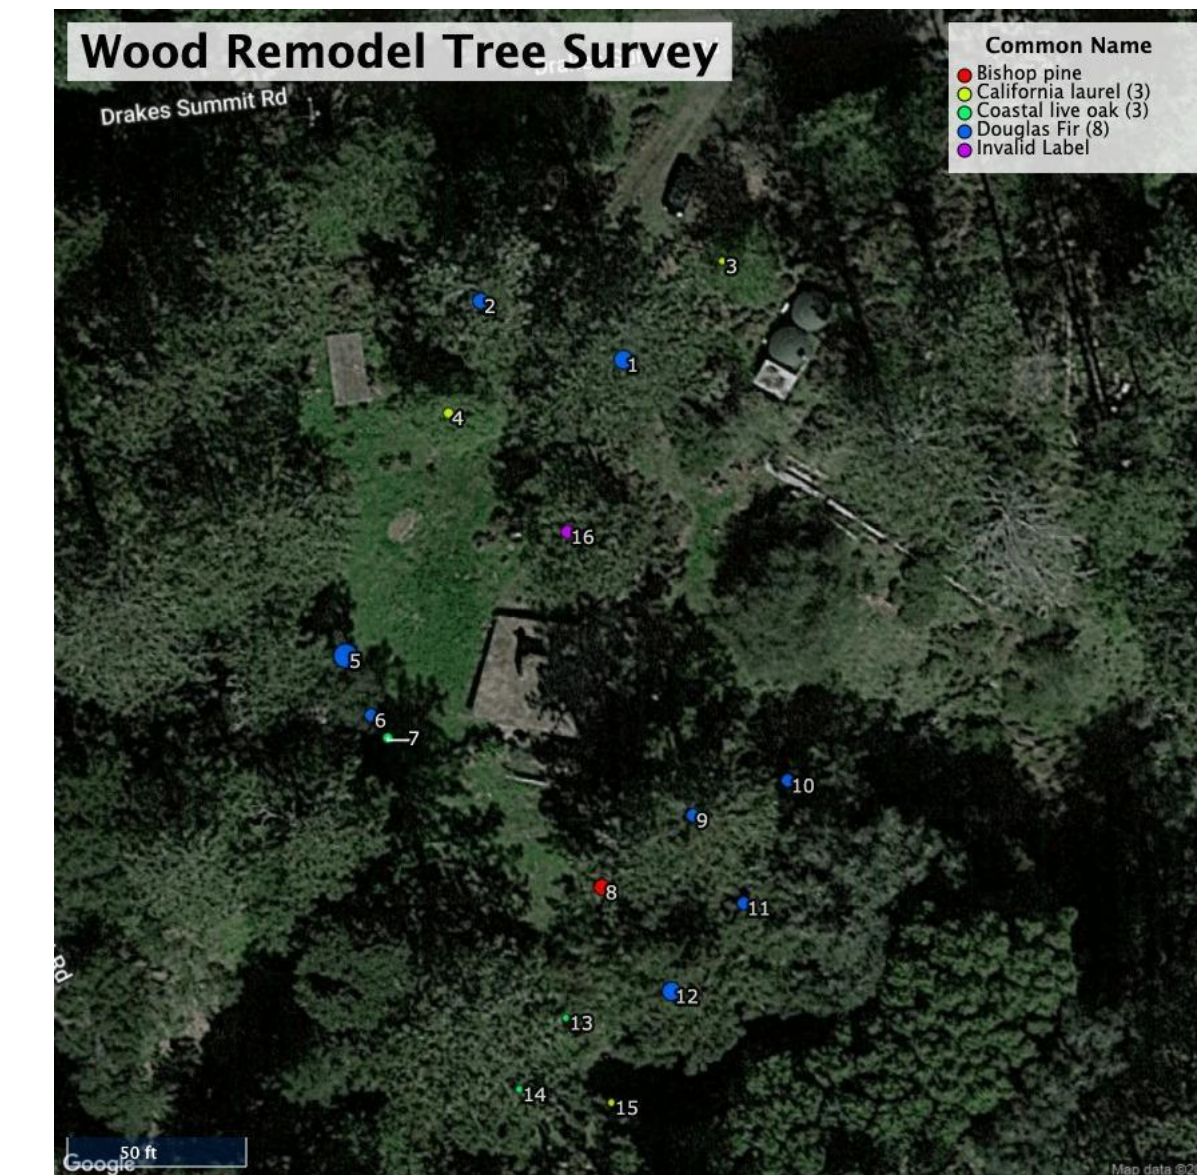 Wood Remodel Tree Survey
Common Name
Bishop pine
California laurel (3)
Coastal live oak (3)
Douglas Fir (8)
Invalid Label
Drakes Summit Rd
3
2
1
4
16
5
6
7
10
9
8
11
Rd
12
13
14
15
50 ft
Google
Map data